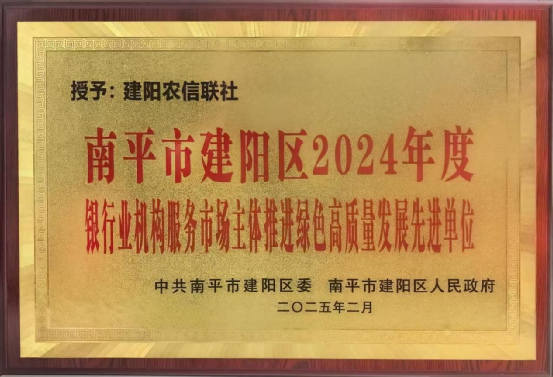 授予：建阳农信联社
南平市建阳区2024年度
银行业机构服务市场主体推进绿色高质量发展先进单位
中共南平市建阳区委 南平市建阳区人民政府
二〇二五年二月